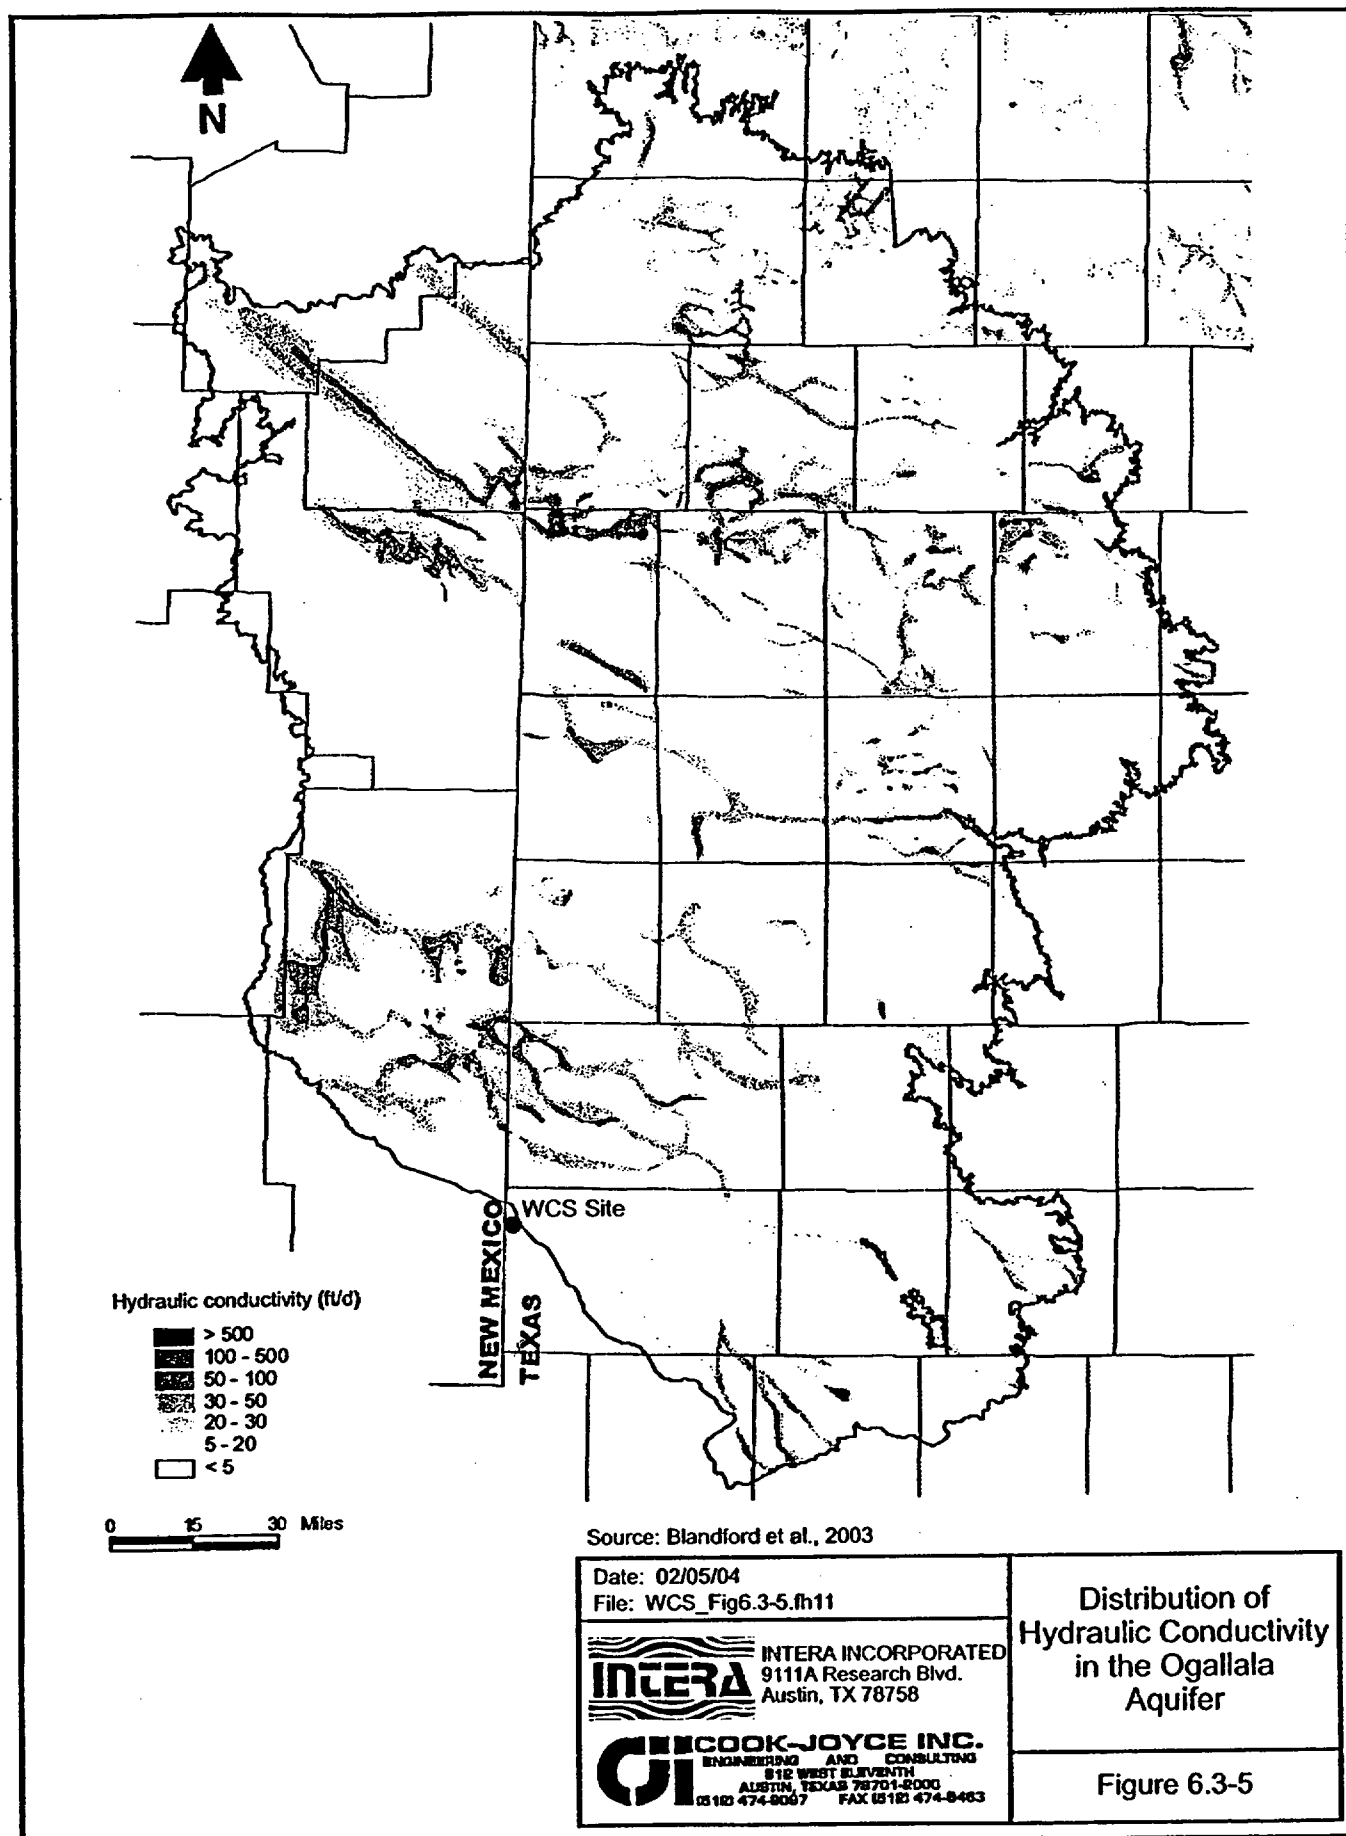 N
WCS Site
NEW MEXICO
TEXAS
Hydraulic conductivity (ft/d)
> 500
100 - 500
50 - 100
30 - 50
20 - 30
5 - 20
< 5
0 15 30 Miles
Source: Blandford et al., 2003
Date: 02/05/04
File: WCS_Fig6.3-5.fh11
INTERA
INTERA INCORPORATED
9111A Research Blvd.
Austin, TX 78758
CJI
COOK-JOYCE INC.
ENGINEERING AND CONSULTING
812 WEST ELEVENTH
AUSTIN, TEXAS 78701-2000
(512) 474-9097 FAX (512) 474-8463
Distribution of
Hydraulic Conductivity
in the Ogallala
Aquifer
Figure 6.3-5